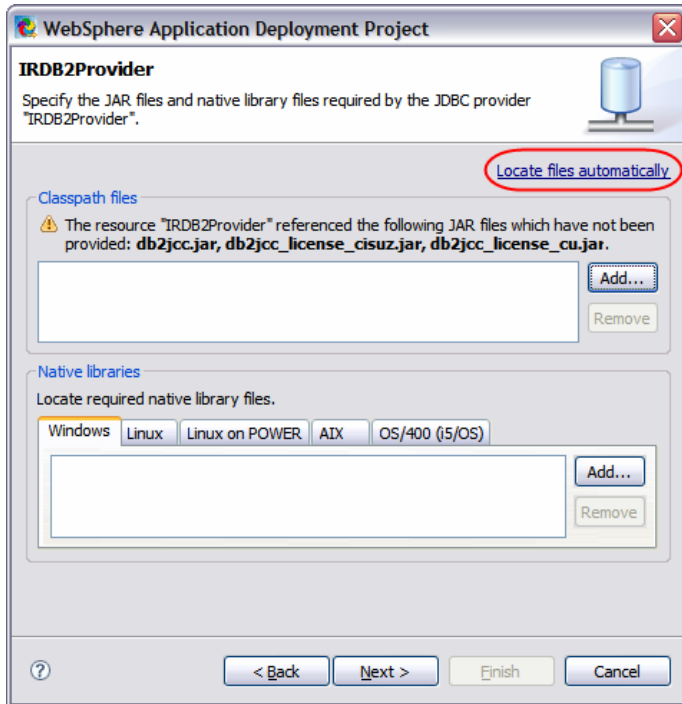 WebSphere Application Deployment Project
IRDB2Provider
Specify the JAR files and native library files required by the JDBC provider
"IRDB2Provider".
Locate files automatically
Classpath files
The resource "IRDB2Provider" referenced the following JAR files which have not been
provided: db2jcc.jar, db2jcc_license_cisuz.jar, db2jcc_license_cu.jar.
Add...
Remove
Native libraries
Locate required native library files.
Windows Linux Linux on POWER AIX OS/400 (i5/OS)
Add...
Remove
? < Back Next > Finish Cancel